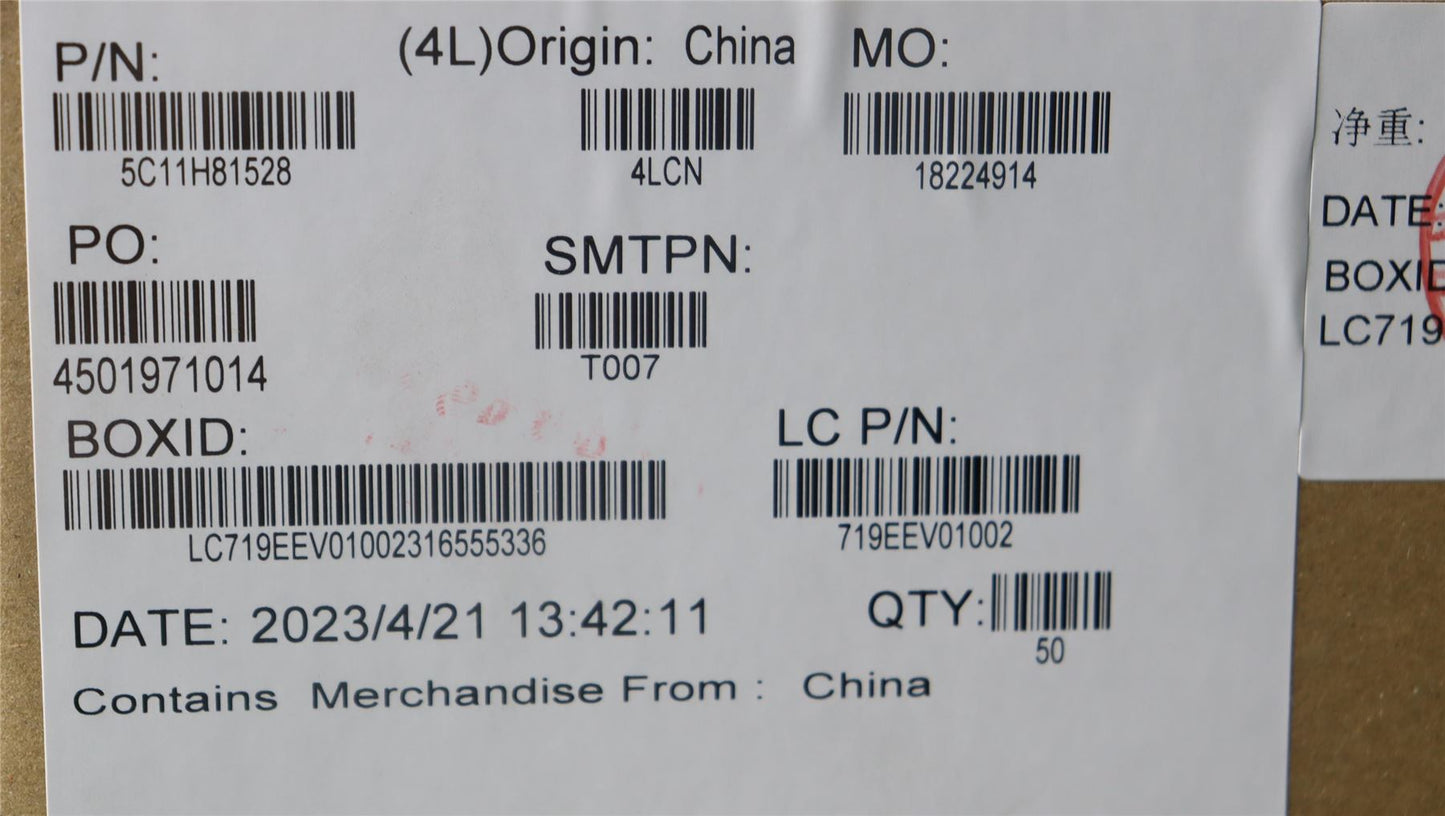 P/N:
(4L)Origin: China
MO:
5C11H81528
4LCN
18224914
PO:
SMTPN:
4501971014
T007
BOXID:
LC P/N:
LC719EEV01002316555336
719EEV01002
DATE: 2023/4/21 13:42:11
QTY:
50
Contains Merchandise From : China
净重:
DATE:
BOXID
LC719